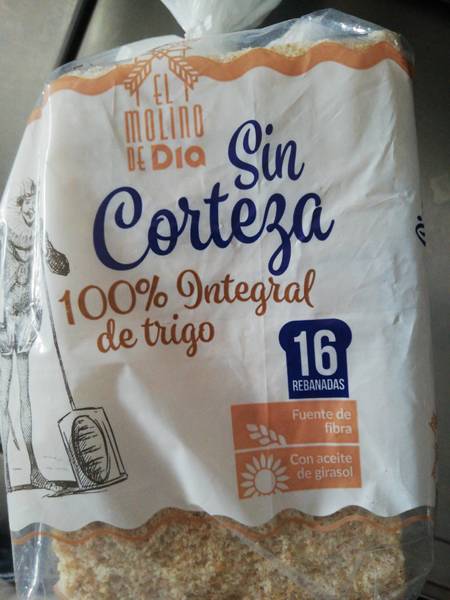 EL
MOLINO
DE Dia
Sin
Corteza
100% Integral
de trigo
16
REBANADAS
Fuente de
fibra
Con aceite
de girasol